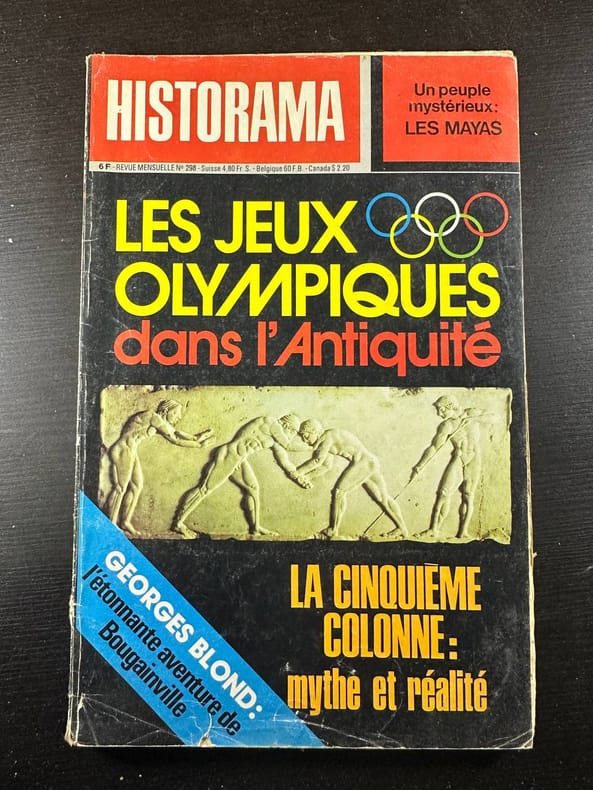 HISTORAMA
Un peuple
mystérieux:
LES MAYAS
6F - REVUE MENSUELLE N° 298 - Suisse 4,80 Fr. S. - Belgique 60 F.B. - Canada $ 2.20
LES JEUX
OLYMPIQUES
dans l'Antiquité
GEORGES BLOND:
l'étonnante aventure de
Bougainville
LA CINQUIÈME
COLONNE:
mythe et réalité